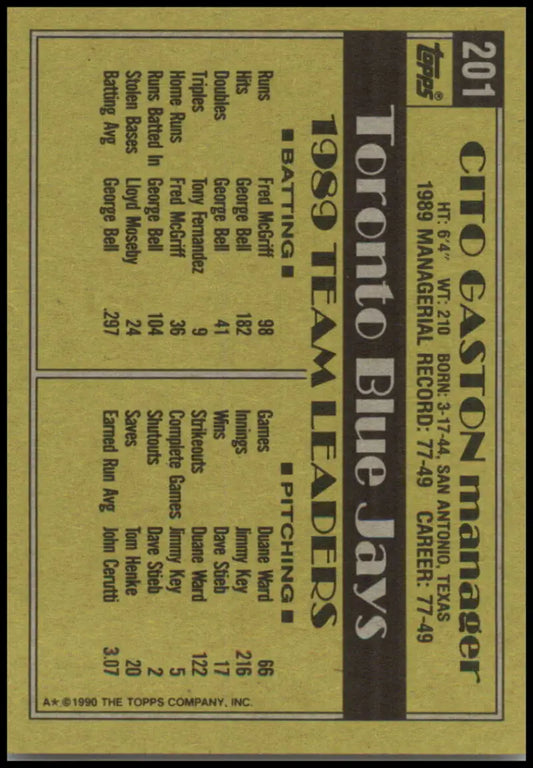 201
topps®
CITO GASTON manager
HT: 6'4" WT: 210 BORN: 3-17-44, SAN ANTONIO, TEXAS
1989 MANAGERIAL RECORD: 77-49 CAREER: 77-49
Toronto Blue Jays
1989 TEAM LEADERS
■ BATTING ■
Runs Fred McGriff 98
Hits George Bell 182
Doubles George Bell 41
Triples Tony Fernandez 9
Home Runs Fred McGriff 36
Runs Batted In George Bell 104
Stolen Bases Lloyd Moseby 24
Batting Avg George Bell .297
■ PITCHING ■
Games Duane Ward 66
Innings Jimmy Key 216
Wins Dave Stieb 17
Strikeouts Duane Ward 122
Complete Games Jimmy Key 5
Shutouts Dave Stieb 2
Saves Tom Henke 20
Earned Run Avg John Cerutti 3.07
A★ ©1990 THE TOPPS COMPANY, INC.